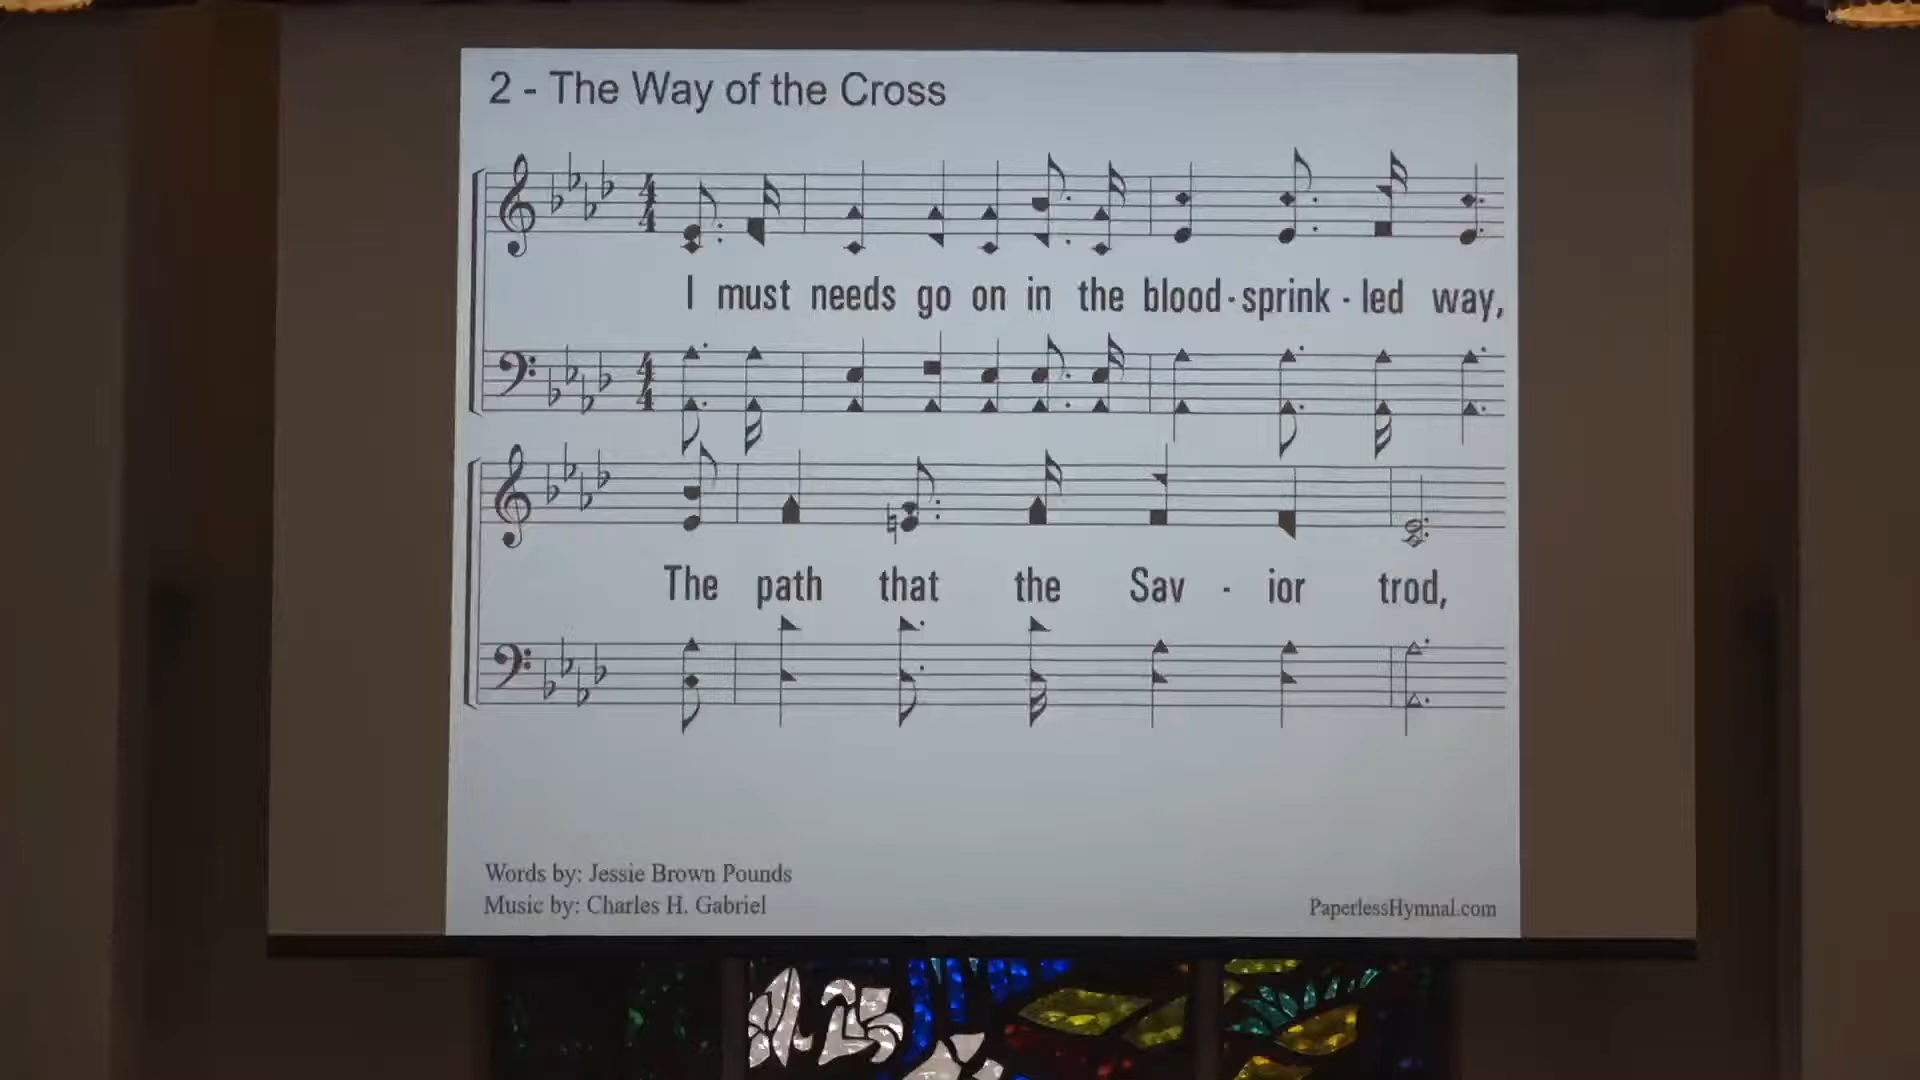 2 - The Way of the Cross
I must needs go on in the blood - sprink - led way,
The path that the Sav - ior trod,
Words by: Jessie Brown Pounds
Music by: Charles H. Gabriel
PaperlessHymnal.com